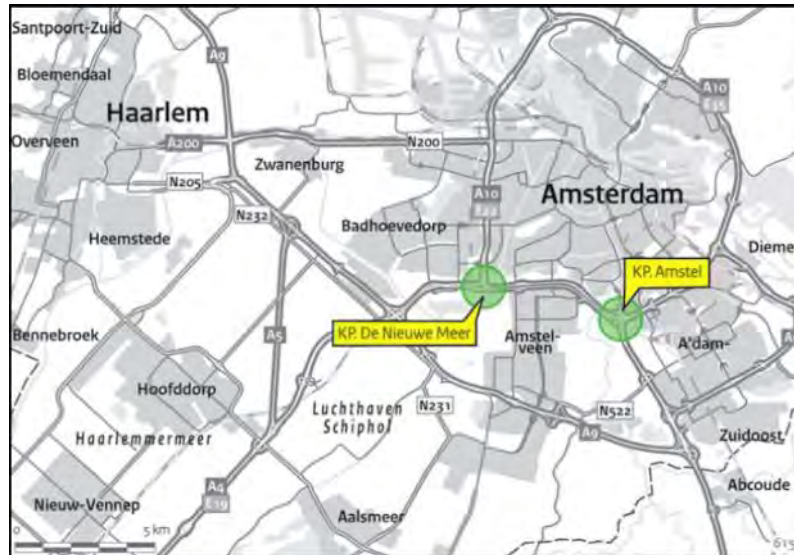 Santpoort-Zuid
Bloemendaal
A9
A10
E35
Haarlem
Overveen
A200
N200
Zwanenburg
N205
A10
Amsterdam
N232
Badhoevedorp
Heemstede
Dieme
KP. Amstel
KP. De Nieuwe Meer
Amstel-
veen
A'dam-
Bennebroek
A5
Hoofddorp
Luchthaven
Schiphol
N231
N522
Haarlemmermeer
A9
Zuidoost
A4
E19
Abcoude
Nieuw-Vennep
Aalsmeer
0
5 km